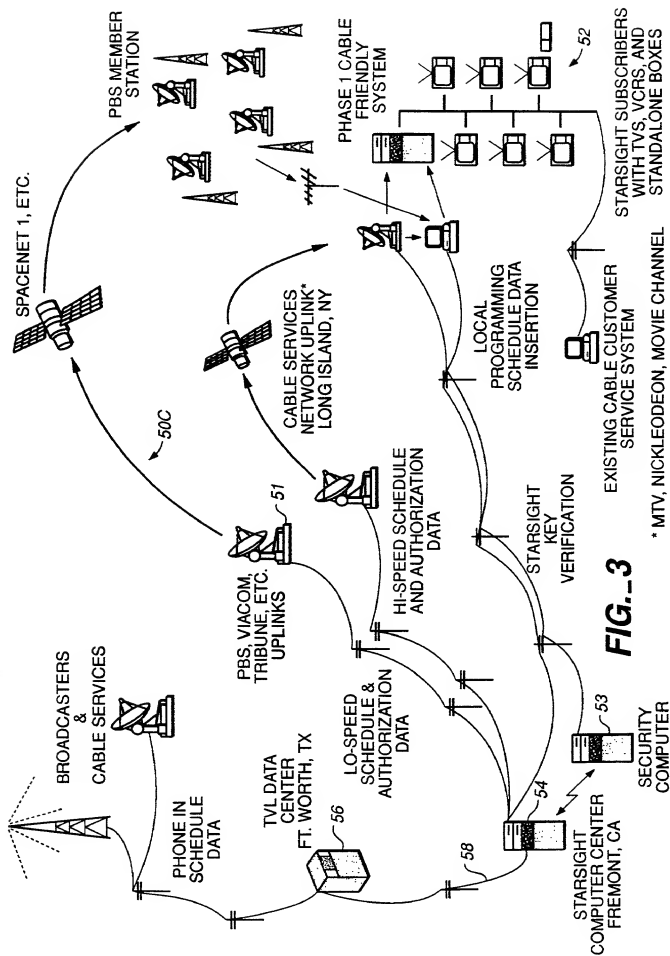 BROADCASTERS
&
CABLE SERVICES
PHONE IN
SCHEDULE
DATA
TVL DATA
CENTER
FT. WORTH, TX
56
58
54
STARSIGHT
COMPUTER CENTER
FREMONT, CA
53
SECURITY
COMPUTER
LO-SPEED
SCHEDULE &
AUTHORIZATION
DATA
PBS, VIACOM,
TRIBUNE, ETC.
UPLINKS
51
50C
HI-SPEED SCHEDULE
AND AUTHORIZATION
DATA
SPACENET 1, ETC.
CABLE SERVICES
NETWORK UPLINK*
LONG ISLAND, NY
PBS MEMBER
STATION
PHASE 1 CABLE
FRIENDLY
SYSTEM
LOCAL
PROGRAMMING
SCHEDULE DATA
INSERTION
STARSIGHT
KEY
VERIFICATION
52
STARSIGHT SUBSCRIBERS
WITH TVS, VCRS, AND
STANDALONE BOXES
EXISTING CABLE CUSTOMER
SERVICE SYSTEM
* MTV, NICKLEODEON, MOVIE CHANNEL
FIG._3